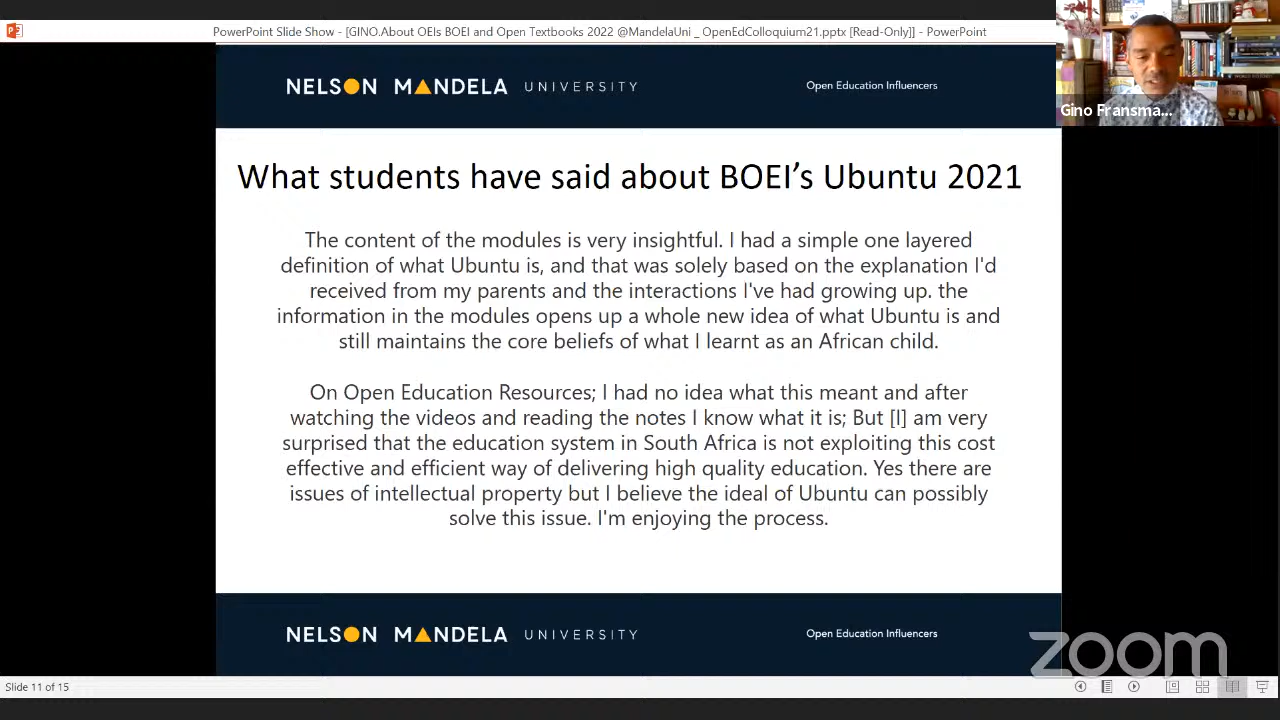 PowerPoint Slide Show - [GINO.About OEIs BOEI and Open Textbooks 2022 @MandelaUni _ OpenEdColloquium21.pptx [Read-Only]] - PowerPoint
NELSON MANDELA UNIVERSITY
Open Education Influencers
Gino Fransma...
What students have said about BOEI’s Ubuntu 2021
The content of the modules is very insightful. I had a simple one layered
definition of what Ubuntu is, and that was solely based on the explanation I'd
received from my parents and the interactions I've had growing up. the
information in the modules opens up a whole new idea of what Ubuntu is and
still maintains the core beliefs of what I learnt as an African child.
On Open Education Resources; I had no idea what this meant and after
watching the videos and reading the notes I know what it is; But [I] am very
surprised that the education system in South Africa is not exploiting this cost
effective and efficient way of delivering high quality education. Yes there are
issues of intellectual property but I believe the ideal of Ubuntu can possibly
solve this issue. I'm enjoying the process.
NELSON MANDELA UNIVERSITY
Open Education Influencers
zoom
Slide 11 of 15